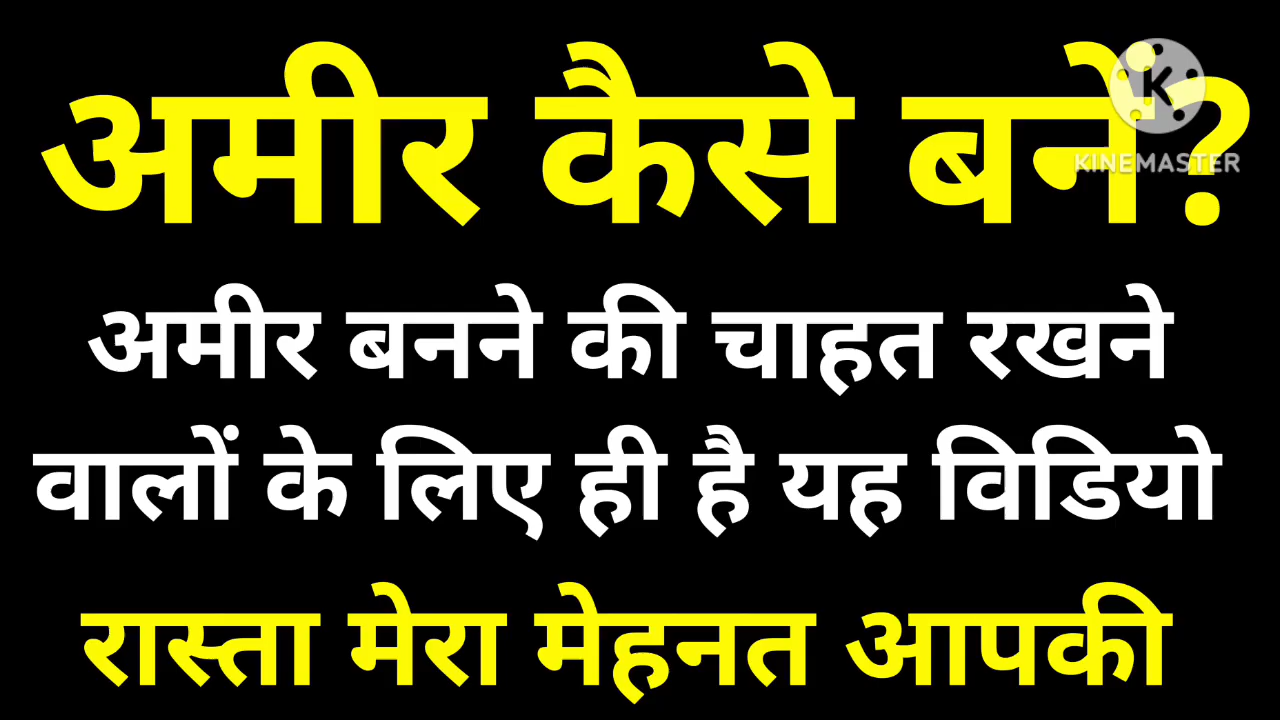 अमीर कैसे बनें?
KINEMASTER
अमीर बनने की चाहत रखने
वालों के लिए ही है यह विडियो
रास्ता मेरा मेहनत आपकी